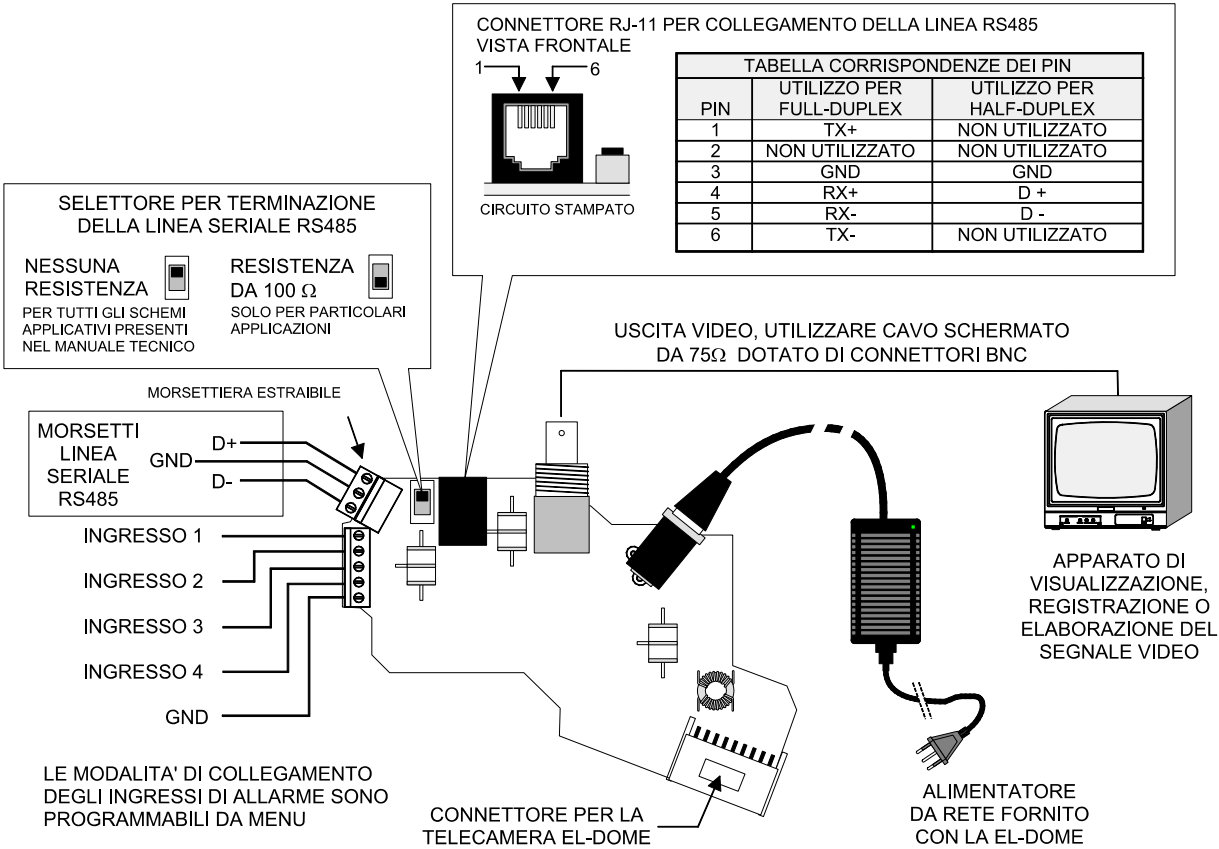 CONNETTORE RJ-11 PER COLLEGAMENTO DELLA LINEA RS485
VISTA FRONTALE
1 6
CIRCUITO STAMPATO
TABELLA CORRISPONDENZE DEI PIN
PIN UTILIZZO PER FULL-DUPLEX UTILIZZO PER HALF-DUPLEX
1 TX+ NON UTILIZZATO
2 NON UTILIZZATO NON UTILIZZATO
3 GND GND
4 RX+ D +
5 RX- D -
6 TX- NON UTILIZZATO
SELETTORE PER TERMINAZIONE
DELLA LINEA SERIALE RS485
NESSUNA
RESISTENZA
PER TUTTI GLI SCHEMI
APPLICATIVI PRESENTI
NEL MANUALE TECNICO
RESISTENZA
DA 100 Ω
SOLO PER PARTICOLARI
APPLICAZIONI
USCITA VIDEO, UTILIZZARE CAVO SCHERMATO
DA 75Ω DOTATO DI CONNETTORI BNC
MORSETTIERA ESTRAIBILE
MORSETTI
LINEA
SERIALE
RS485
D+
GND
D-
INGRESSO 1
INGRESSO 2
INGRESSO 3
INGRESSO 4
GND
LE MODALITA' DI COLLEGAMENTO
DEGLI INGRESSI DI ALLARME SONO
PROGRAMMABILI DA MENU
CONNETTORE PER LA
TELECAMERA EL-DOME
APPARATO DI
VISUALIZZAZIONE,
REGISTRAZIONE O
ELABORAZIONE DEL
SEGNALE VIDEO
ALIMENTATORE
DA RETE FORNITO
CON LA EL-DOME